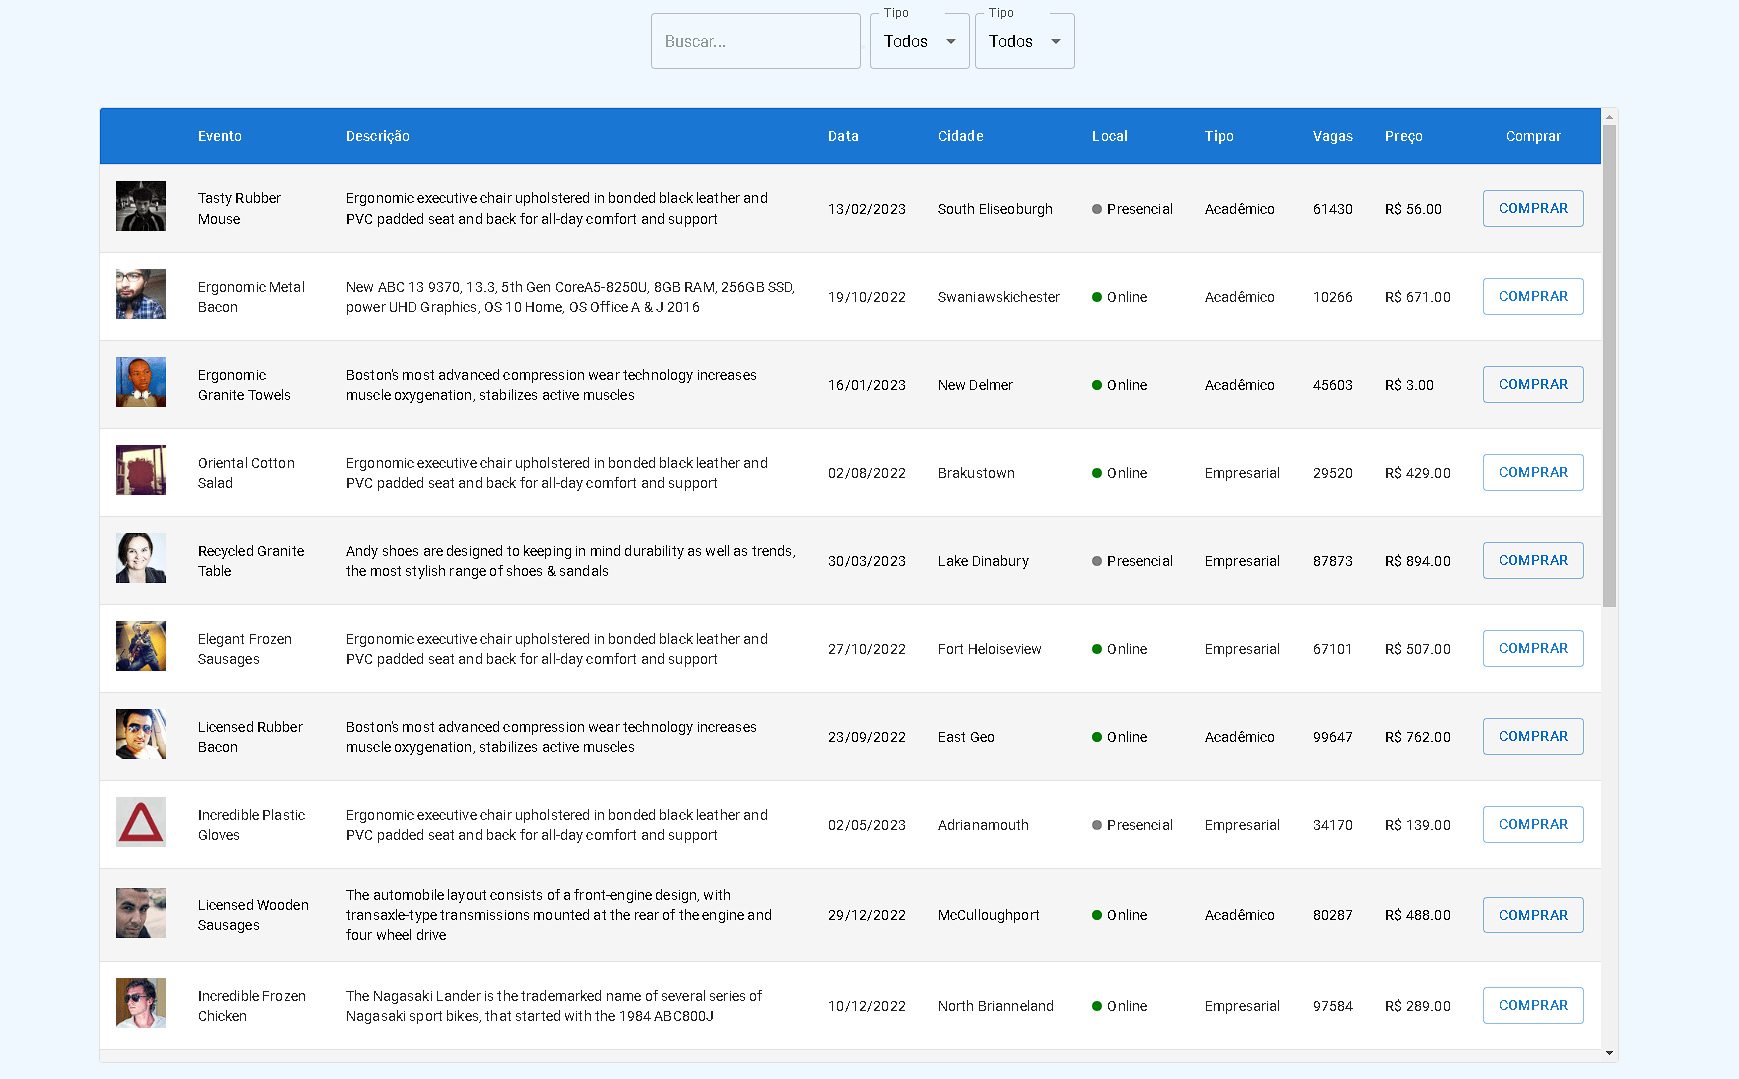 Tipo Tipo
Buscar... Todos Todos
Evento Descrição Data Cidade Local Tipo Vagas Preço Comprar
Tasty Rubber Ergonomic executive chair upholstered in bonded black leather and
Mouse PVC padded seat and back for all-day comfort and support 13/02/2023 South Eliseoburgh Presencial Acadêmico 61430 R$ 56.00 COMPRAR
Ergonomic Metal New ABC 13 9370, 13.3, 5th Gen CoreA5-8250U, 8GB RAM, 256GB SSD,
Bacon power UHD Graphics, OS 10 Home, OS Office A & J 2016 19/10/2022 Swaniawskichester Online Acadêmico 10266 R$ 671.00 COMPRAR
Ergonomic Boston's most advanced compression wear technology increases
Granite Towels muscle oxygenation, stabilizes active muscles 16/01/2023 New Delmer Online Acadêmico 45603 R$ 3.00 COMPRAR
Oriental Cotton Ergonomic executive chair upholstered in bonded black leather and
Salad PVC padded seat and back for all-day comfort and support 02/08/2022 Brakustown Online Empresarial 29520 R$ 429.00 COMPRAR
Recycled Granite Andy shoes are designed to keeping in mind durability as well as trends,
Table the most stylish range of shoes & sandals 30/03/2023 Lake Dinabury Presencial Empresarial 87873 R$ 894.00 COMPRAR
Elegant Frozen Ergonomic executive chair upholstered in bonded black leather and
Sausages PVC padded seat and back for all-day comfort and support 27/10/2022 Fort Heloiseview Online Empresarial 67101 R$ 507.00 COMPRAR
Licensed Rubber Boston's most advanced compression wear technology increases
Bacon muscle oxygenation, stabilizes active muscles 23/09/2022 East Geo Online Acadêmico 99647 R$ 762.00 COMPRAR
Incredible Plastic Ergonomic executive chair upholstered in bonded black leather and
Gloves PVC padded seat and back for all-day comfort and support 02/05/2023 Adrianamouth Presencial Empresarial 34170 R$ 139.00 COMPRAR
The automobile layout consists of a front-engine design, with
Licensed Wooden transaxle-type transmissions mounted at the rear of the engine and 29/12/2022 McCulloughport Online Acadêmico 80287 R$ 488.00 COMPRAR
Sausages four wheel drive
Incredible Frozen The Nagasaki Lander is the trademarked name of several series of
Chicken Nagasaki sport bikes, that started with the 1984 ABC800J 10/12/2022 North Brianneland Online Empresarial 97584 R$ 289.00 COMPRAR